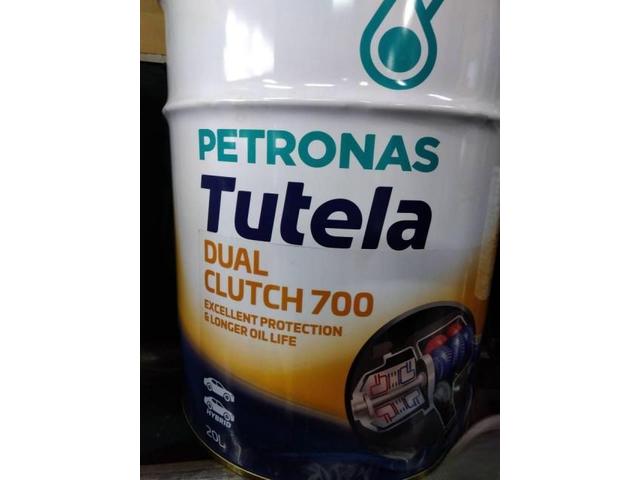 PETRONAS
Tutela
DUAL
CLUTCH 700
EXCELLENT PROTECTION
& LONGER OIL LIFE
HYBRID
20L